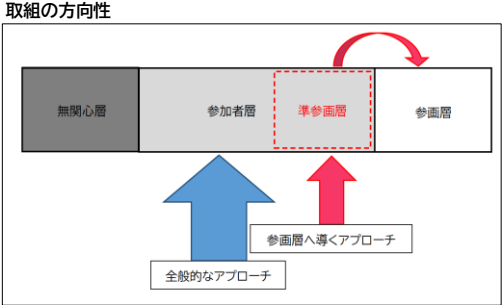 取組の方向性
無関心層
参加者層
準参画層
参画層
参画層へ導くアプローチ
全般的なアプローチ